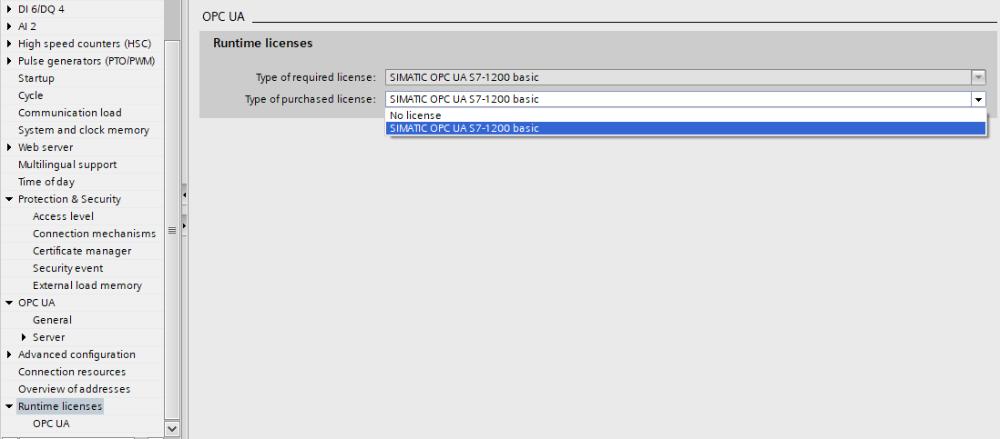 DI 6/DQ 4
AI 2
High speed counters (HSC)
Pulse generators (PTO/PWM)
Startup
Cycle
Communication load
System and clock memory
Web server
Multilingual support
Time of day
Protection & Security
Access level
Connection mechanisms
Certificate manager
Security event
External load memory
OPC UA
General
Server
Advanced configuration
Connection resources
Overview of addresses
Runtime licenses
OPC UA
OPC UA
Runtime licenses
Type of required license: SIMATIC OPC UA S7-1200 basic
Type of purchased license: SIMATIC OPC UA S7-1200 basic
No license
SIMATIC OPC UA S7-1200 basic